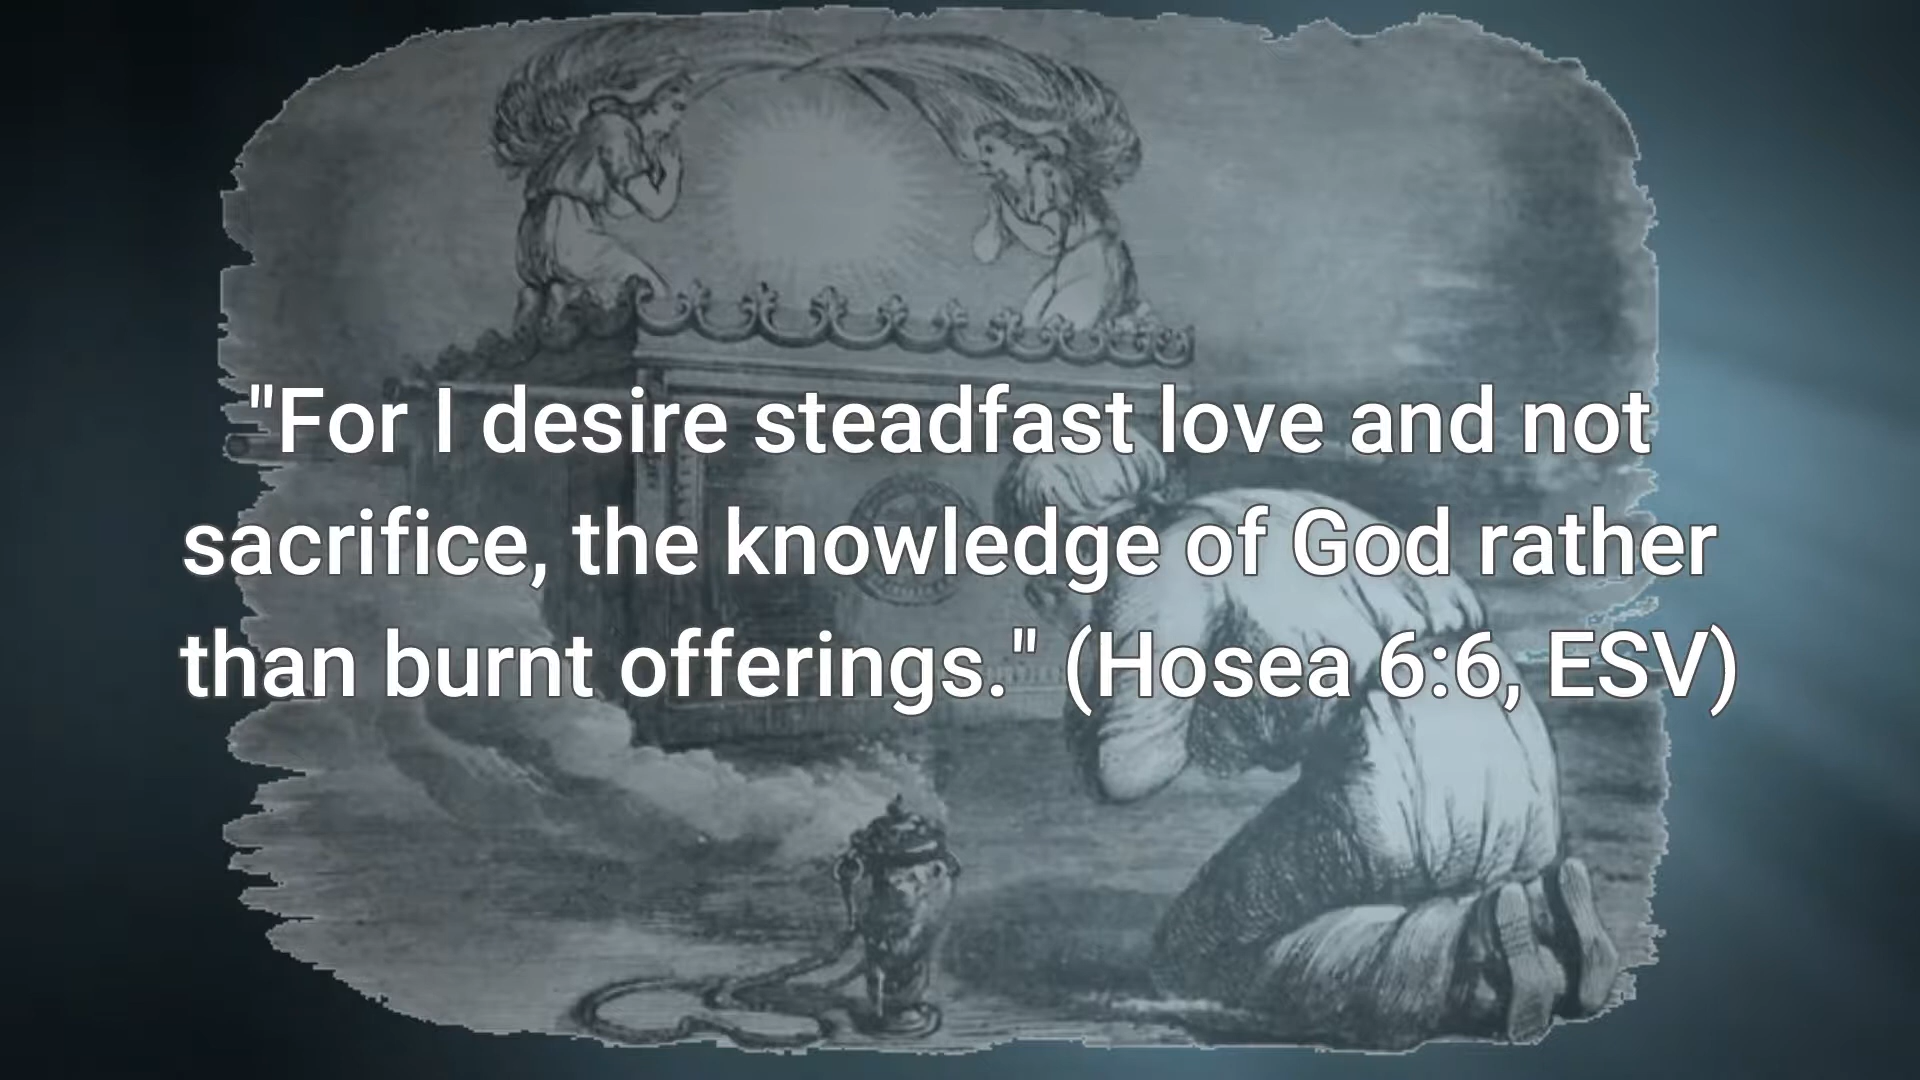 "For I desire steadfast love and not
sacrifice, the knowledge of God rather
than burnt offerings." (Hosea 6:6, ESV)